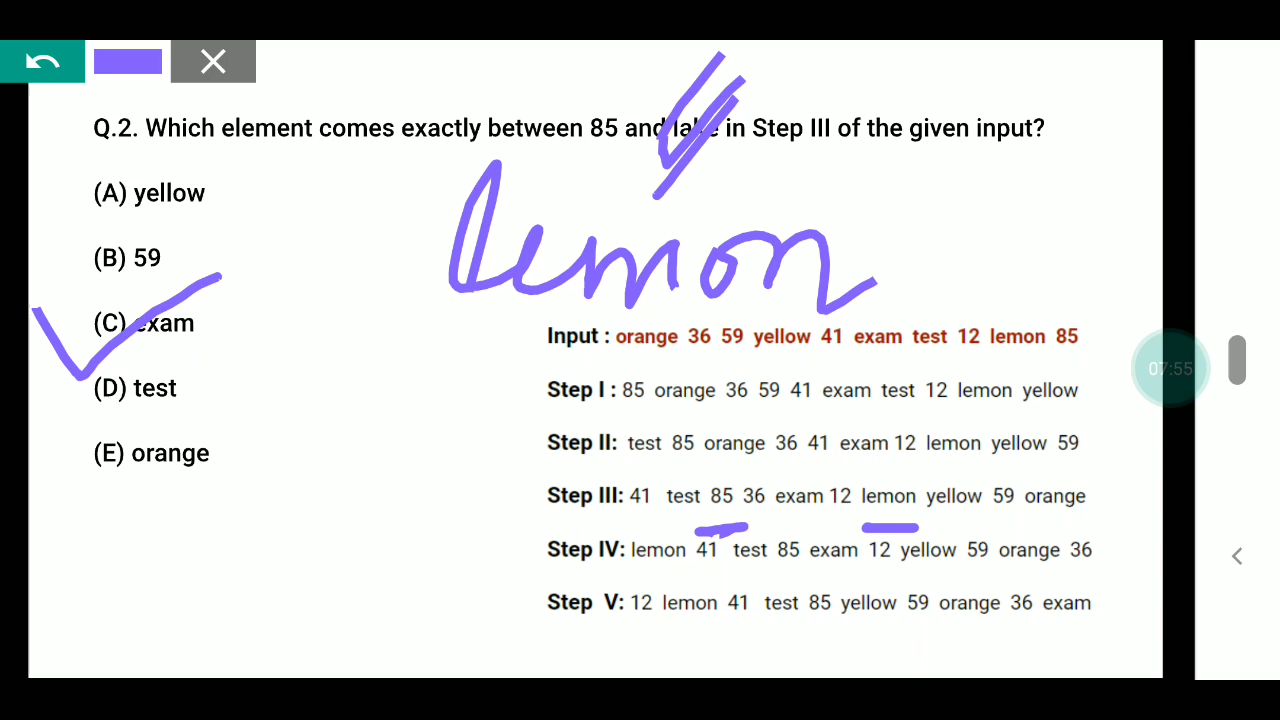 Q.2. Which element comes exactly between 85 and lake in Step III of the given input?
lemon
(A) yellow
(B) 59
(C) exam
(D) test
(E) orange
Input : orange 36 59 yellow 41 exam test 12 lemon 85
Step I : 85 orange 36 59 41 exam test 12 lemon yellow
Step II: test 85 orange 36 41 exam 12 lemon yellow 59
Step III: 41 test 85 36 exam 12 lemon yellow 59 orange
Step IV: lemon 41 test 85 exam 12 yellow 59 orange 36
Step V: 12 lemon 41 test 85 yellow 59 orange 36 exam
07:55